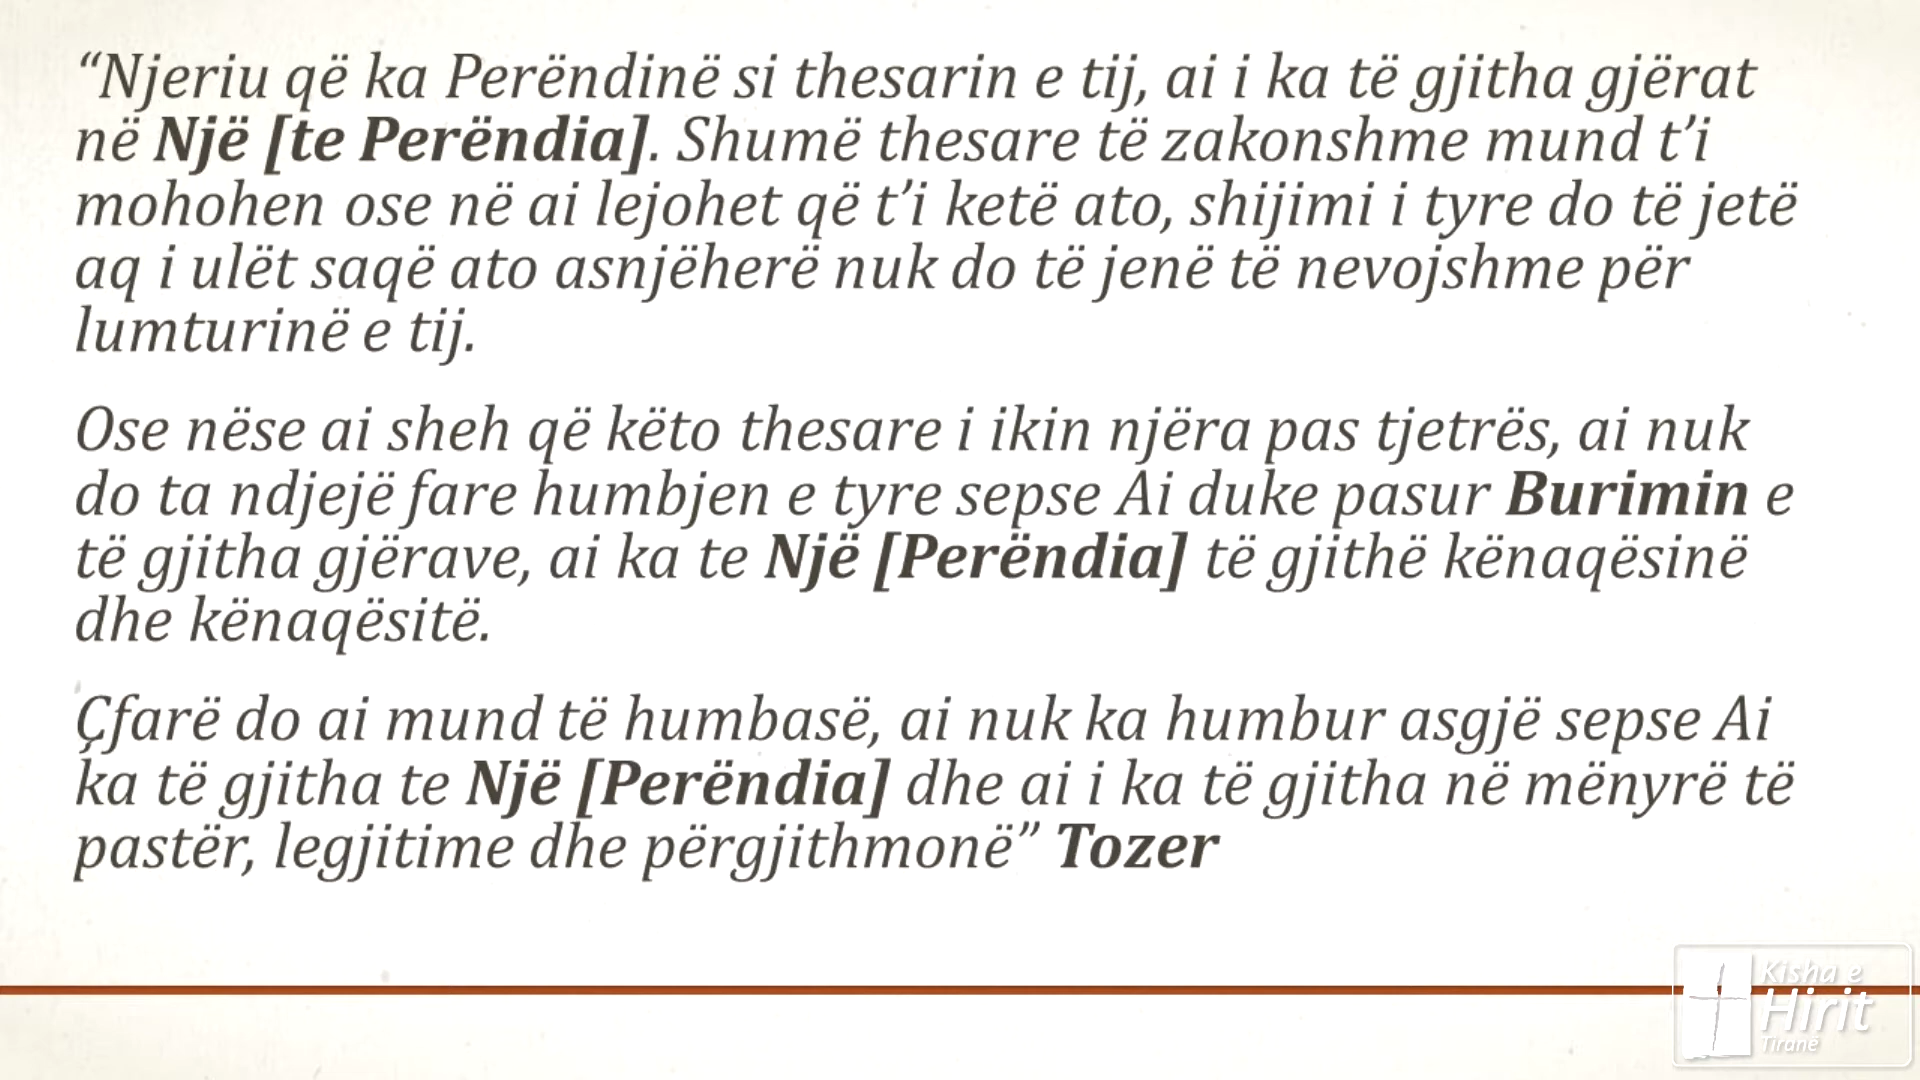 “Njeriu që ka Perëndinë si thesarin e tij, ai i ka të gjitha gjërat
në Një [te Perëndia]. Shumë thesare të zakonshme mund t’i
mohohen ose në ai lejohet që t’i ketë ato, shijimi i tyre do të jetë
aq i ulët saqë ato asnjëherë nuk do të jenë të nevojshme për
lumturinë e tij.
Ose nëse ai sheh që këto thesare i ikin njëra pas tjetrës, ai nuk
do ta ndjejë fare humbjen e tyre sepse Ai duke pasur Burimin e
të gjitha gjërave, ai ka te Një [Perëndia] të gjithë kënaqësinë
dhe kënaqësitë.
Çfarë do ai mund të humbasë, ai nuk ka humbur asgjë sepse Ai
ka të gjitha te Një [Perëndia] dhe ai i ka të gjitha në mënyrë të
pastër, legjitime dhe përgjithmonë” Tozer
Kisha e
Hirit
Tiranë